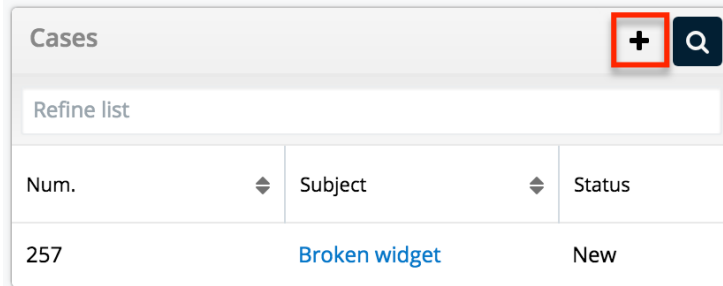 Cases
Refine list
Num. Subject Status
257 Broken widget New